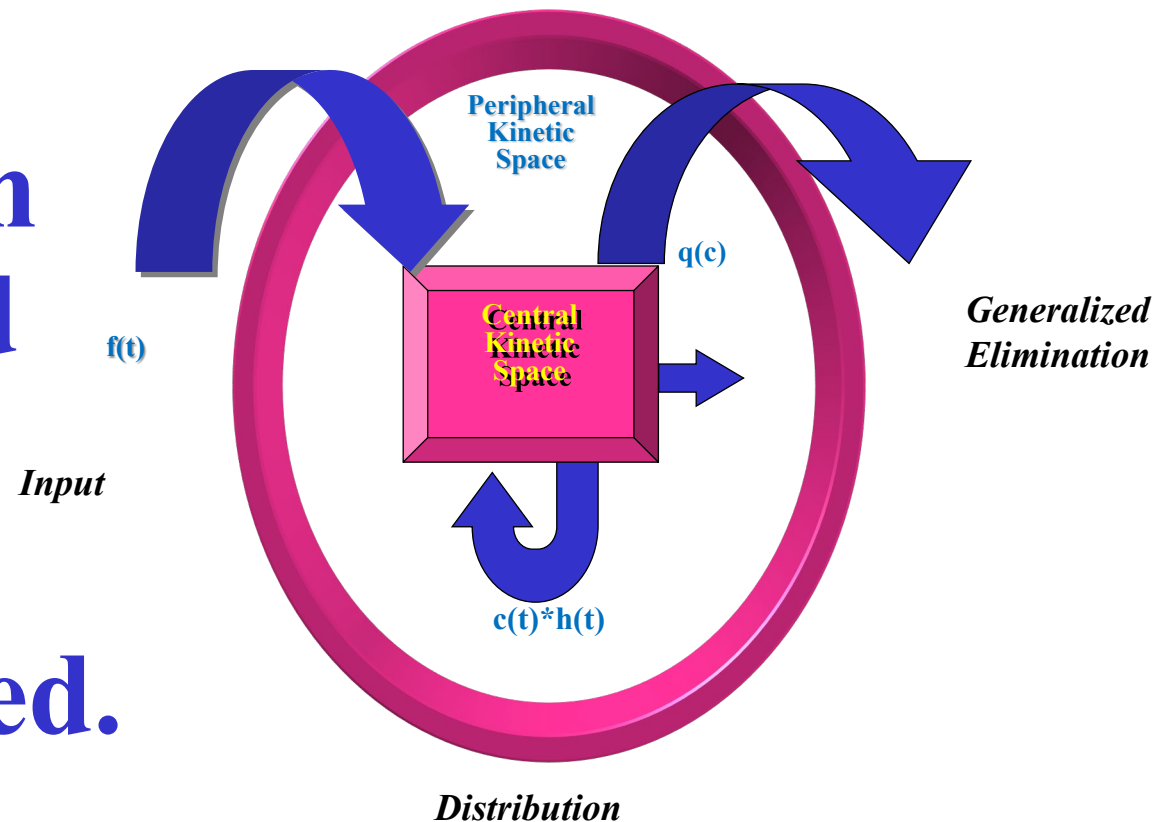 Peripheral
Kinetic
Space
q(c)
Central
Kinetic
Space
Generalized
Elimination
f(t)
Input
c(t)*h(t)
ed.
Distribution